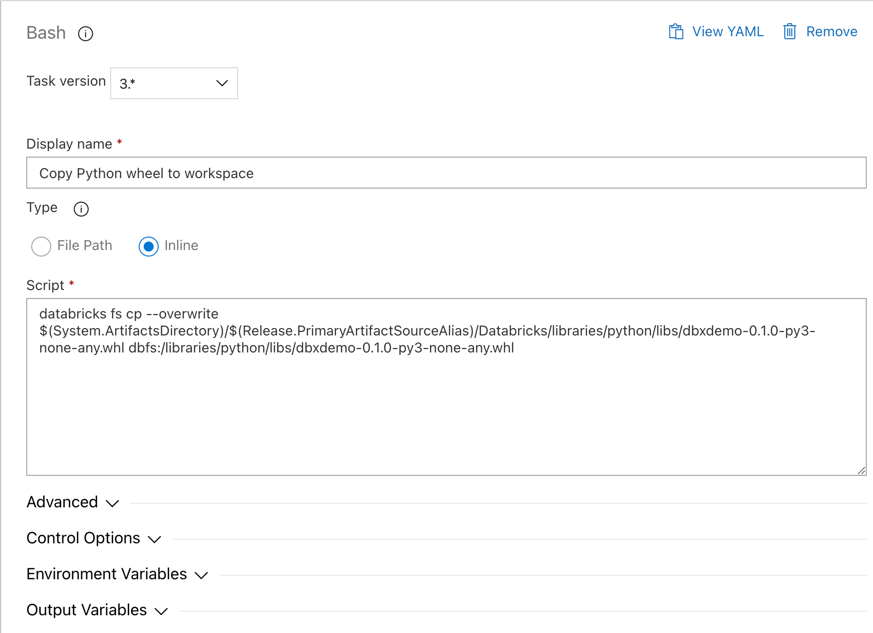 Bash
View YAML
Remove
Task version
3.*
Display name *
Copy Python wheel to workspace
Type
File Path
Inline
Script *
databricks fs cp --overwrite
$(System.ArtifactsDirectory)/$(Release.PrimaryArtifactSourceAlias)/Databricks/libraries/python/libs/dbxdemo-0.1.0-py3-
none-any.whl dbfs:/libraries/python/libs/dbxdemo-0.1.0-py3-none-any.whl
Advanced
Control Options
Environment Variables
Output Variables